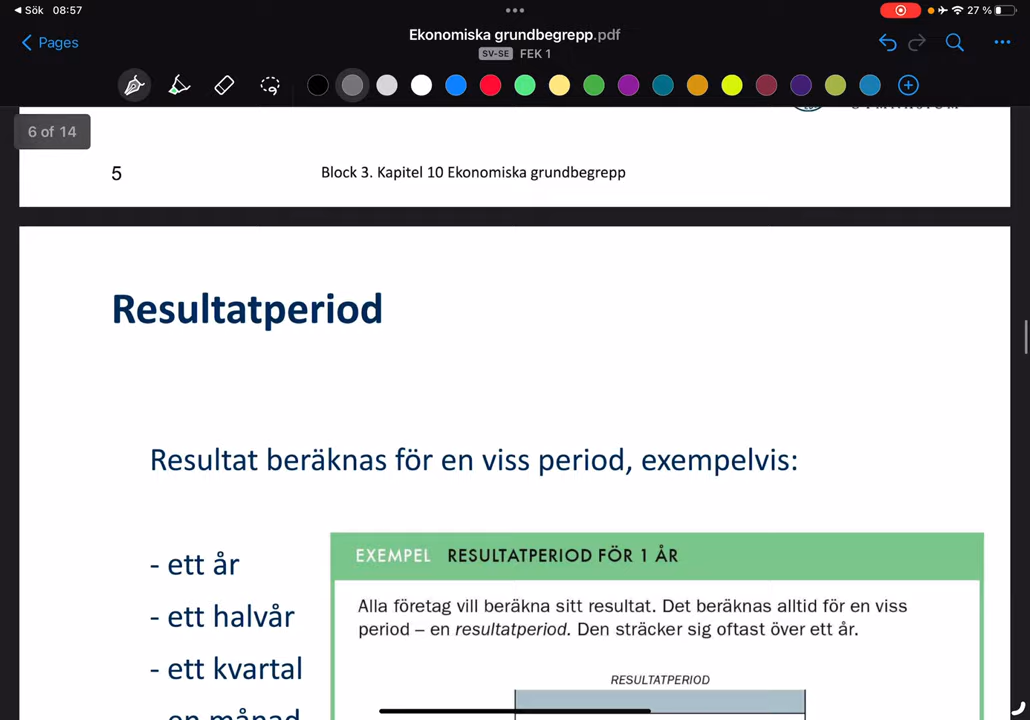 Sök 08:57
27 %
Pages
Ekonomiska grundbegrepp.pdf
SV-SE FEK 1
6 of 14
5
Block 3. Kapitel 10 Ekonomiska grundbegrepp
Resultatperiod
Resultat beräknas för en viss period, exempelvis:
- ett år
- ett halvår
- ett kvartal
- en månad
EXEMPEL RESULTATPERIOD FÖR 1 ÅR
Alla företag vill beräkna sitt resultat. Det beräknas alltid för en viss
period – en resultatperiod. Den sträcker sig oftast över ett år.
RESULTATPERIOD